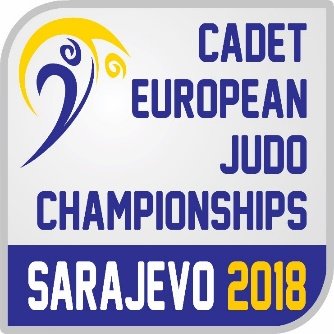 CADET
EUROPEAN
JUDO
CHAMPIONSHIPS
SARAJEVO 2018